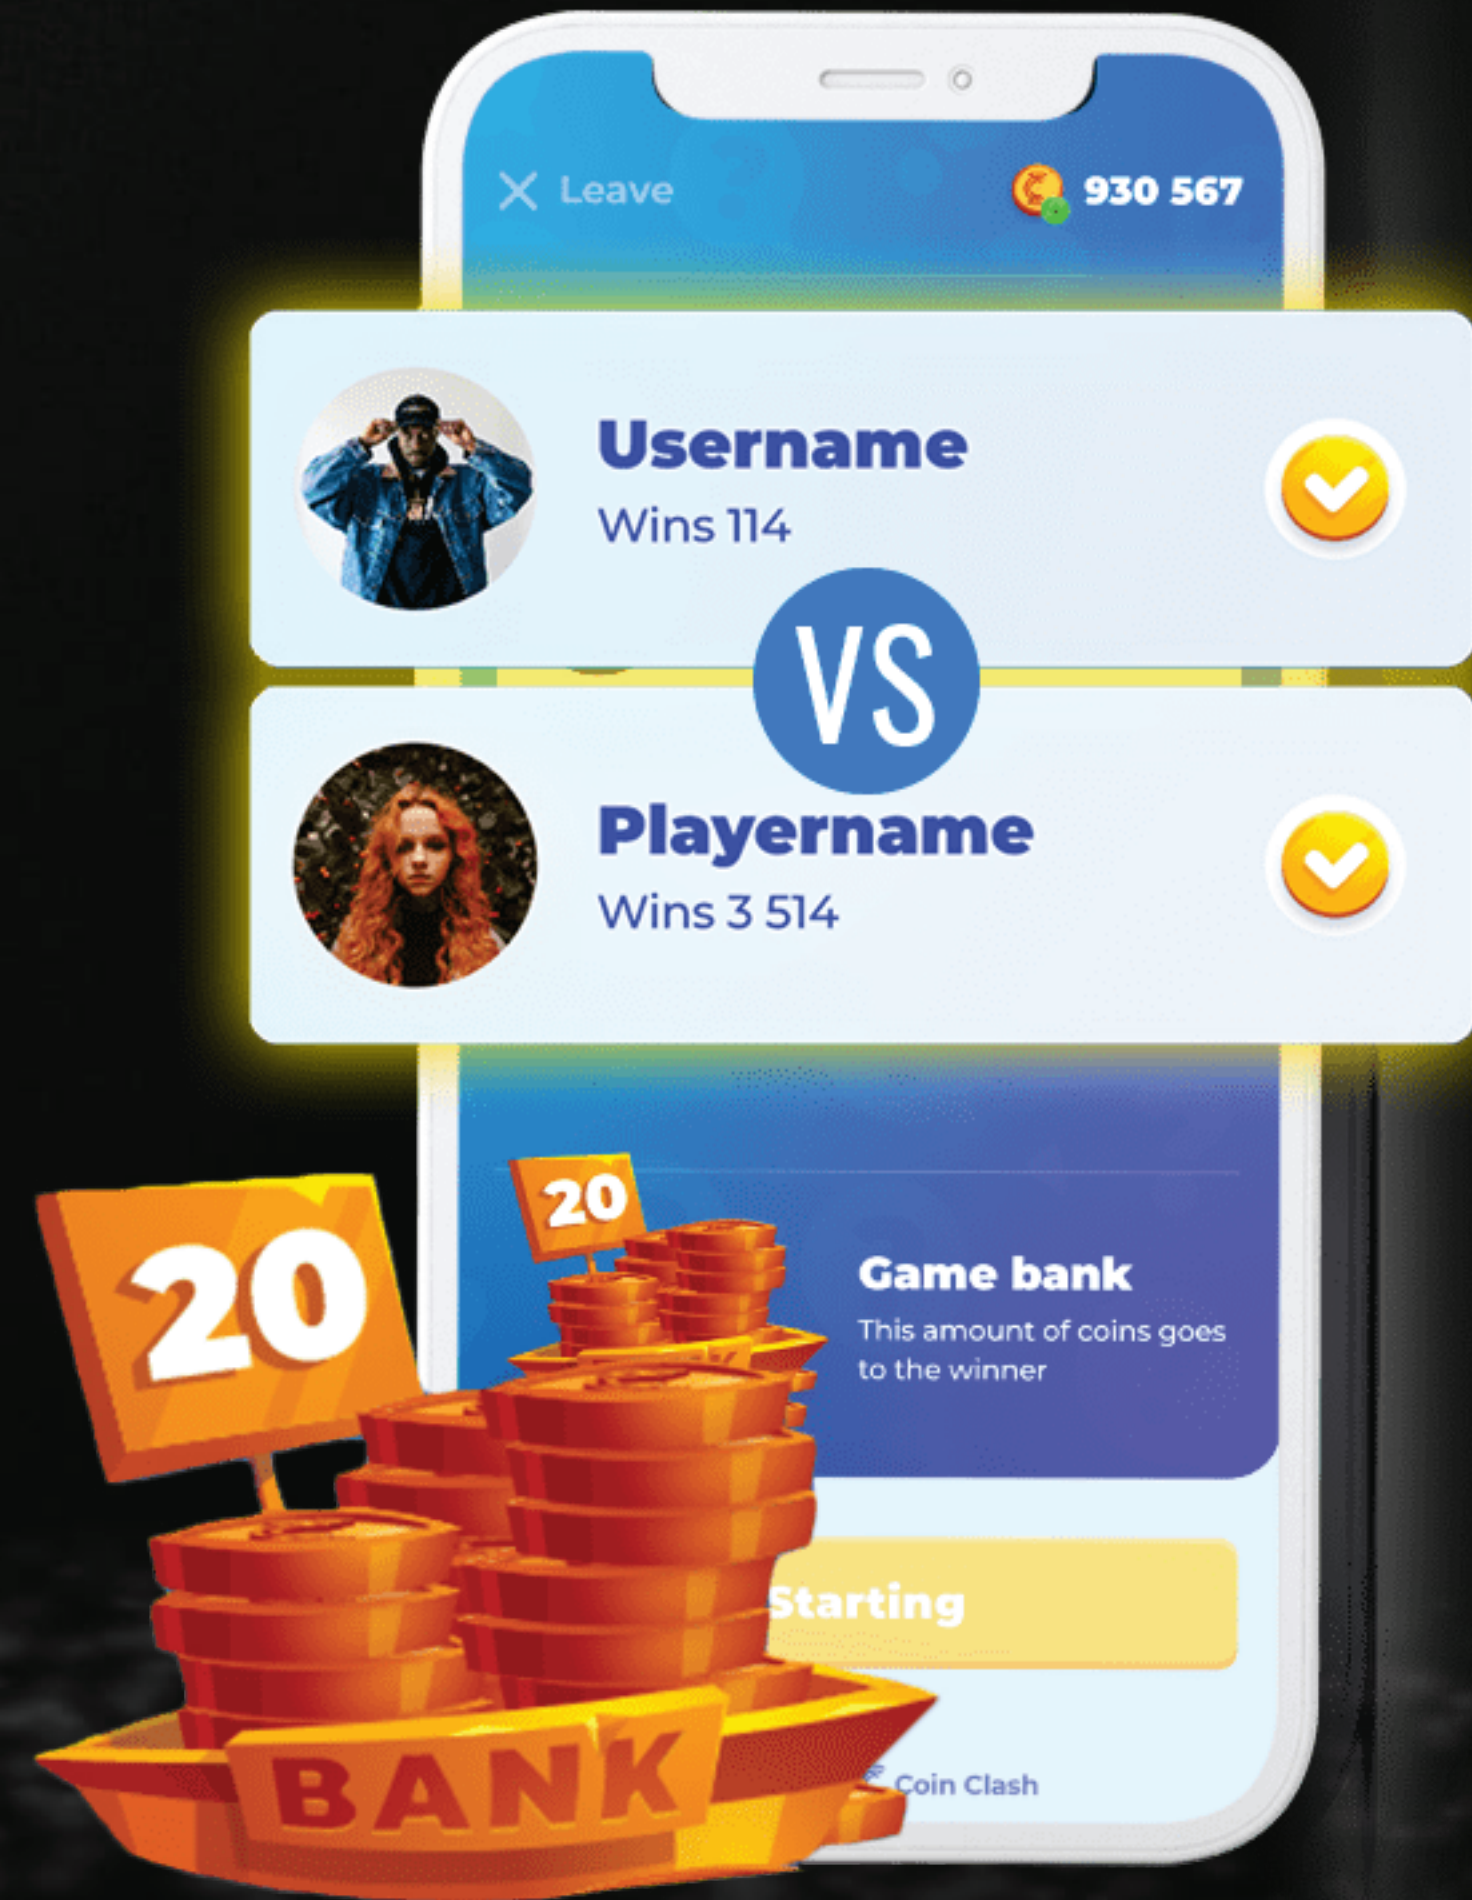 Leave
930 567
Username
Wins 114
VS
Playername
Wins 3 514
20
20
Game bank
This amount of coins goes
to the winner
Starting
BANK
Coin Clash